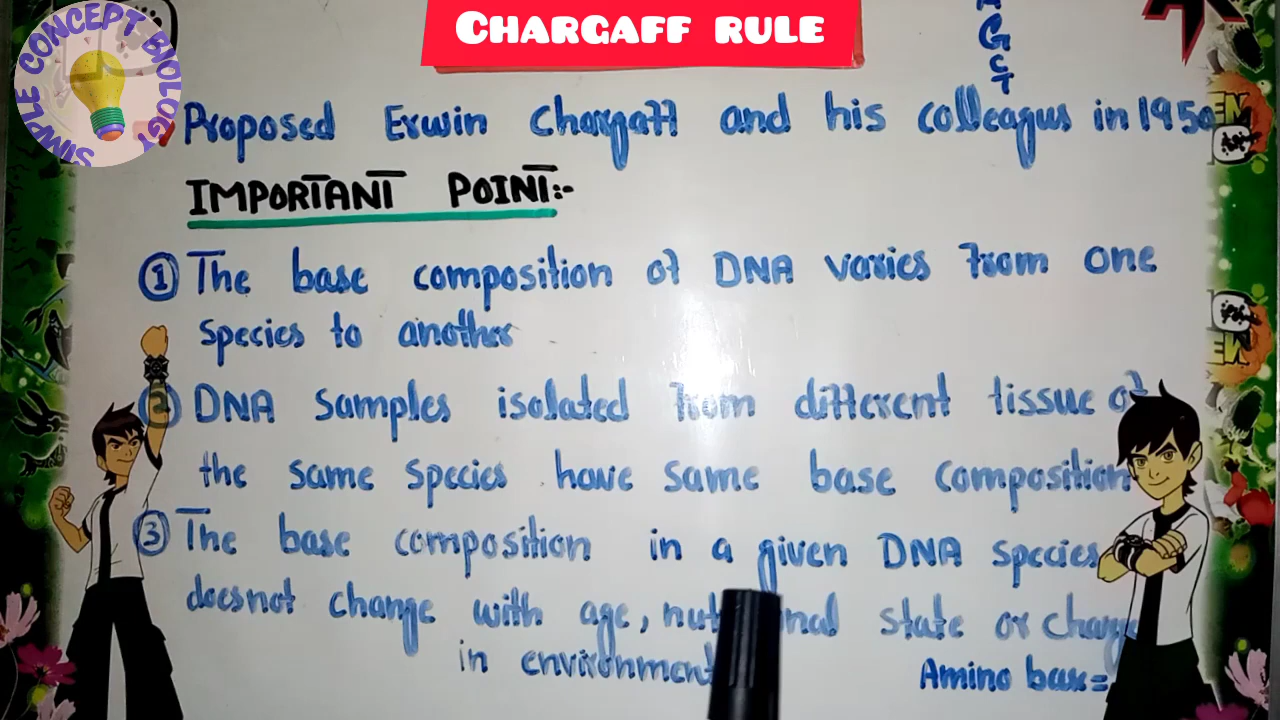 CHARGAFF RULE
SIMPLE CONCEPT BIOLOGY
A
G
C
T
Proposed Erwin Chargaff and his colleagus in 1950
IMPORTANT POINT:-
① The base composition of DNA varies from one
species to another
② DNA samples isolated from different tissue of
the same species have same base composition
③ The base composition in a given DNA species
doesnot change with age, state or
in environment
Amino base=